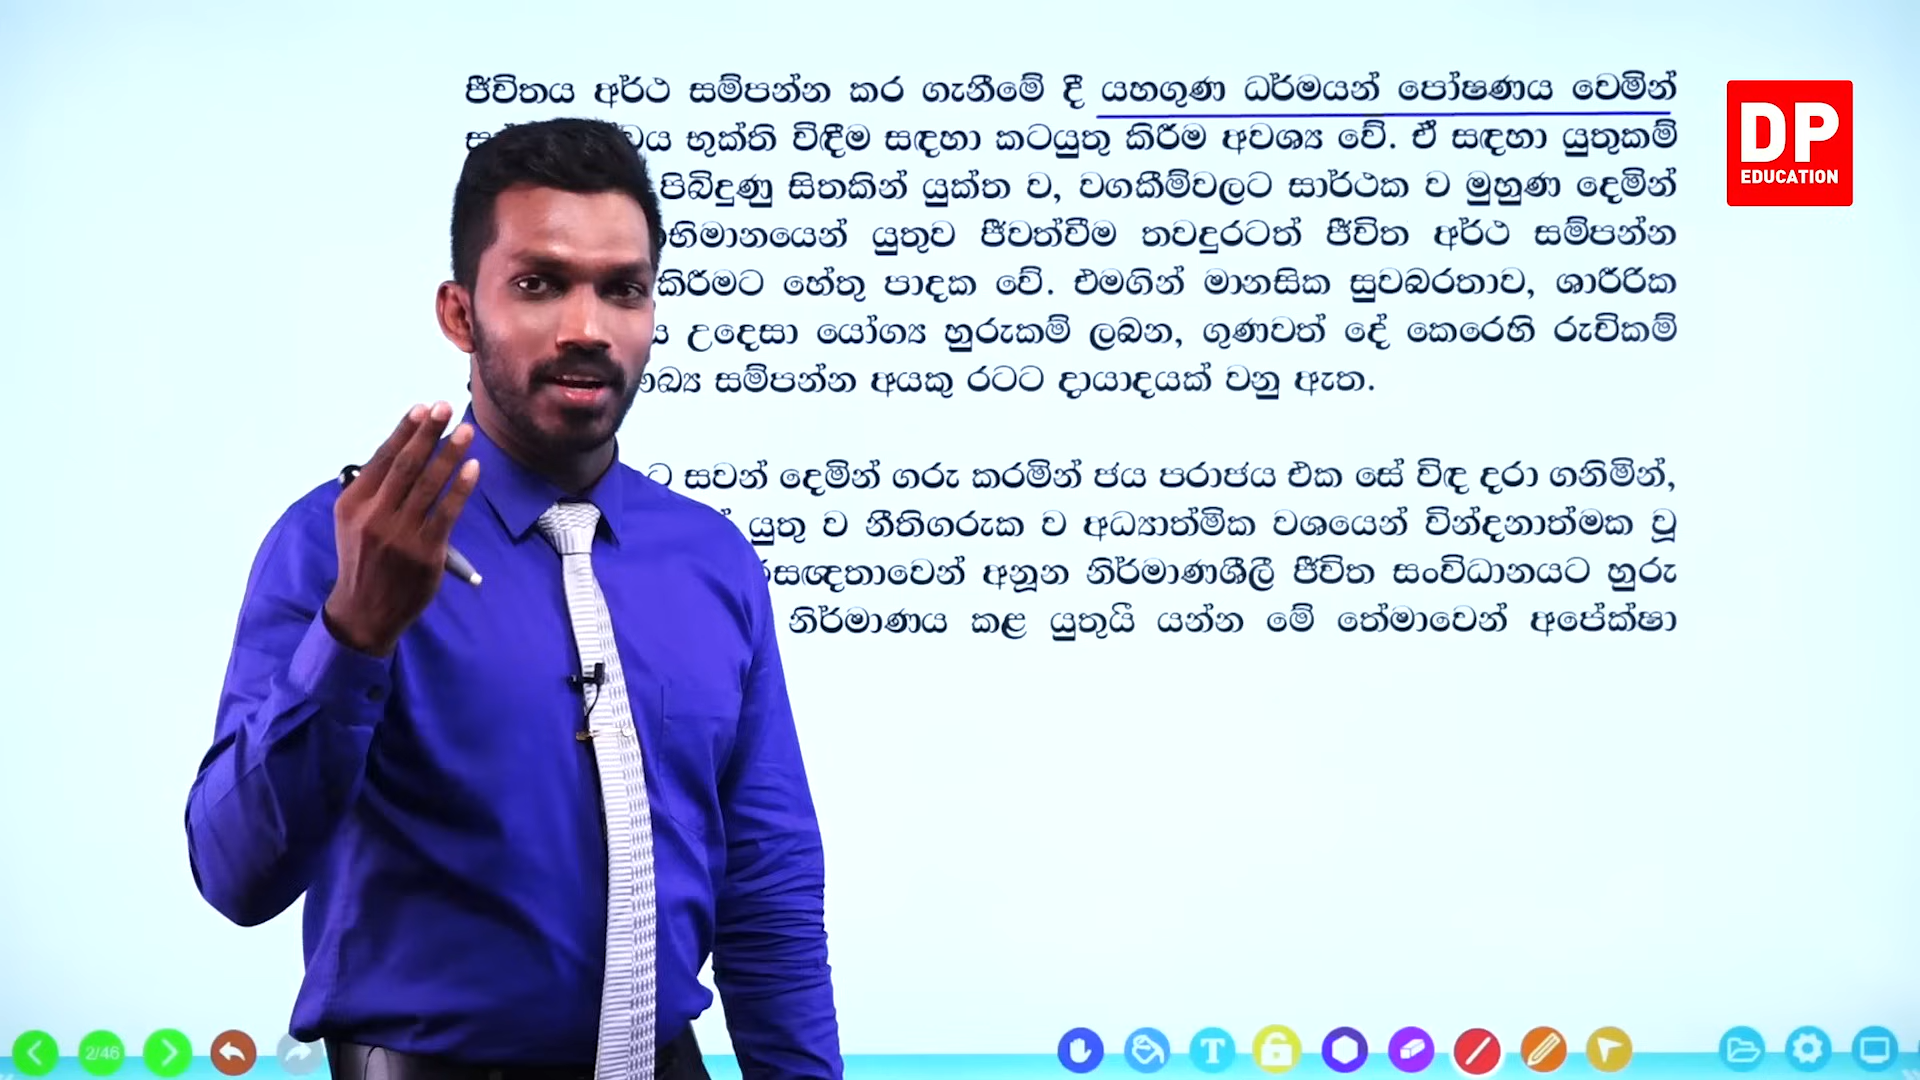 ජීවිතය අර්ථ සම්පන්න කර ගැනීමේ දී යහගුණ ධර්මයන් පෝෂණය වෙමින්
භුක්ති විඳීම සඳහා කටයුතු කිරීම අවශ්‍ය වේ. ඒ සඳහා යුතුකම්
පිබිදුණු සිතකින් යුක්ත ව, වගකීම්වලට සාර්ථක ව මුහුණ දෙමින්
යුතුව ජීවත්වීම තවදුරටත් ජීවිත අර්ථ සම්පන්න
කිරීමට හේතු පාදක වේ. එමගින් මානසික සුවබරතාව, ශාරීරික
උදෙසා යෝග්‍ය හුරුකම් ලබන, ගුණවත් දේ කෙරෙහි රුචිකම්
සම්පන්න අයකු රටට දායාදයක් වනු ඇත.
සවන් දෙමින් ගරු කරමින් ජය පරාජය එක සේ විඳ දරා ගනිමින්,
යුතු ව නීතිගරුක ව අධ්‍යාත්මික වශයෙන් වින්දනාත්මක වූ
අනූන නිර්මාණශීලී ජීවිත සංවිධානයට හුරු
නිර්මාණය කළ යුතුයි යන්න මේ තේමාවෙන් අපේක්ෂා
DP
EDUCATION
2/46